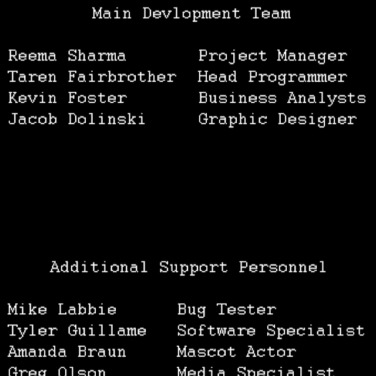 Main Devlopment Team
Reema Sharma Project Manager
Taren Fairbrother Head Programmer
Kevin Foster Business Analysts
Jacob Dolinski Graphic Designer
Additional Support Personnel
Mike Labbie Bug Tester
Tyler Guillame Software Specialist
Amanda Braun Mascot Actor
Greg Olson Media Specialist